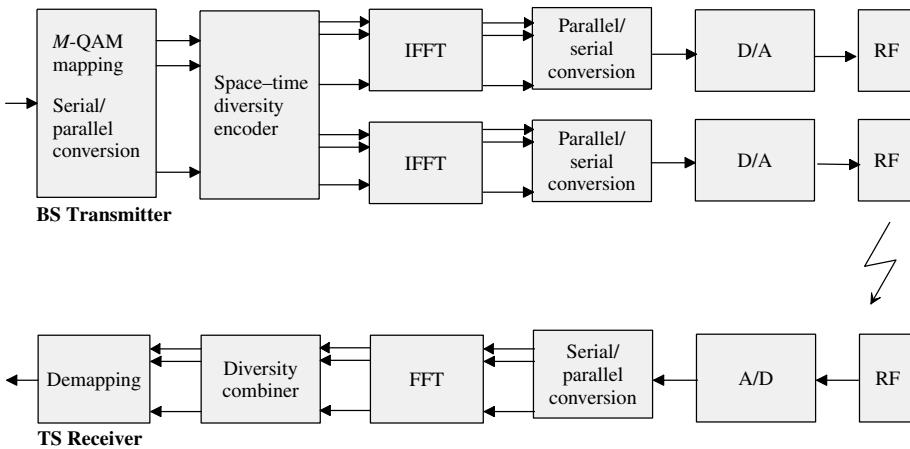 M-QAM
mapping
Serial/
parallel
conversion
Space–time
diversity
encoder
IFFT
Parallel/
serial
conversion
D/A
RF
IFFT
Parallel/
serial
conversion
D/A
RF
BS Transmitter
Demapping
Diversity
combiner
FFT
Serial/
parallel
conversion
A/D
RF
TS Receiver